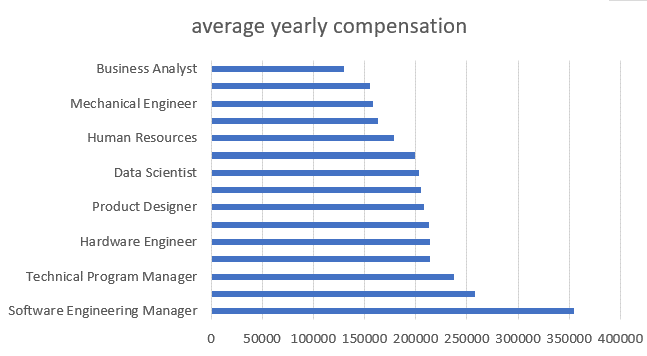 average yearly compensation
Business Analyst
Mechanical Engineer
Human Resources
Data Scientist
Product Designer
Hardware Engineer
Technical Program Manager
Software Engineering Manager
0 50000 100000 150000 200000 250000 300000 350000 400000